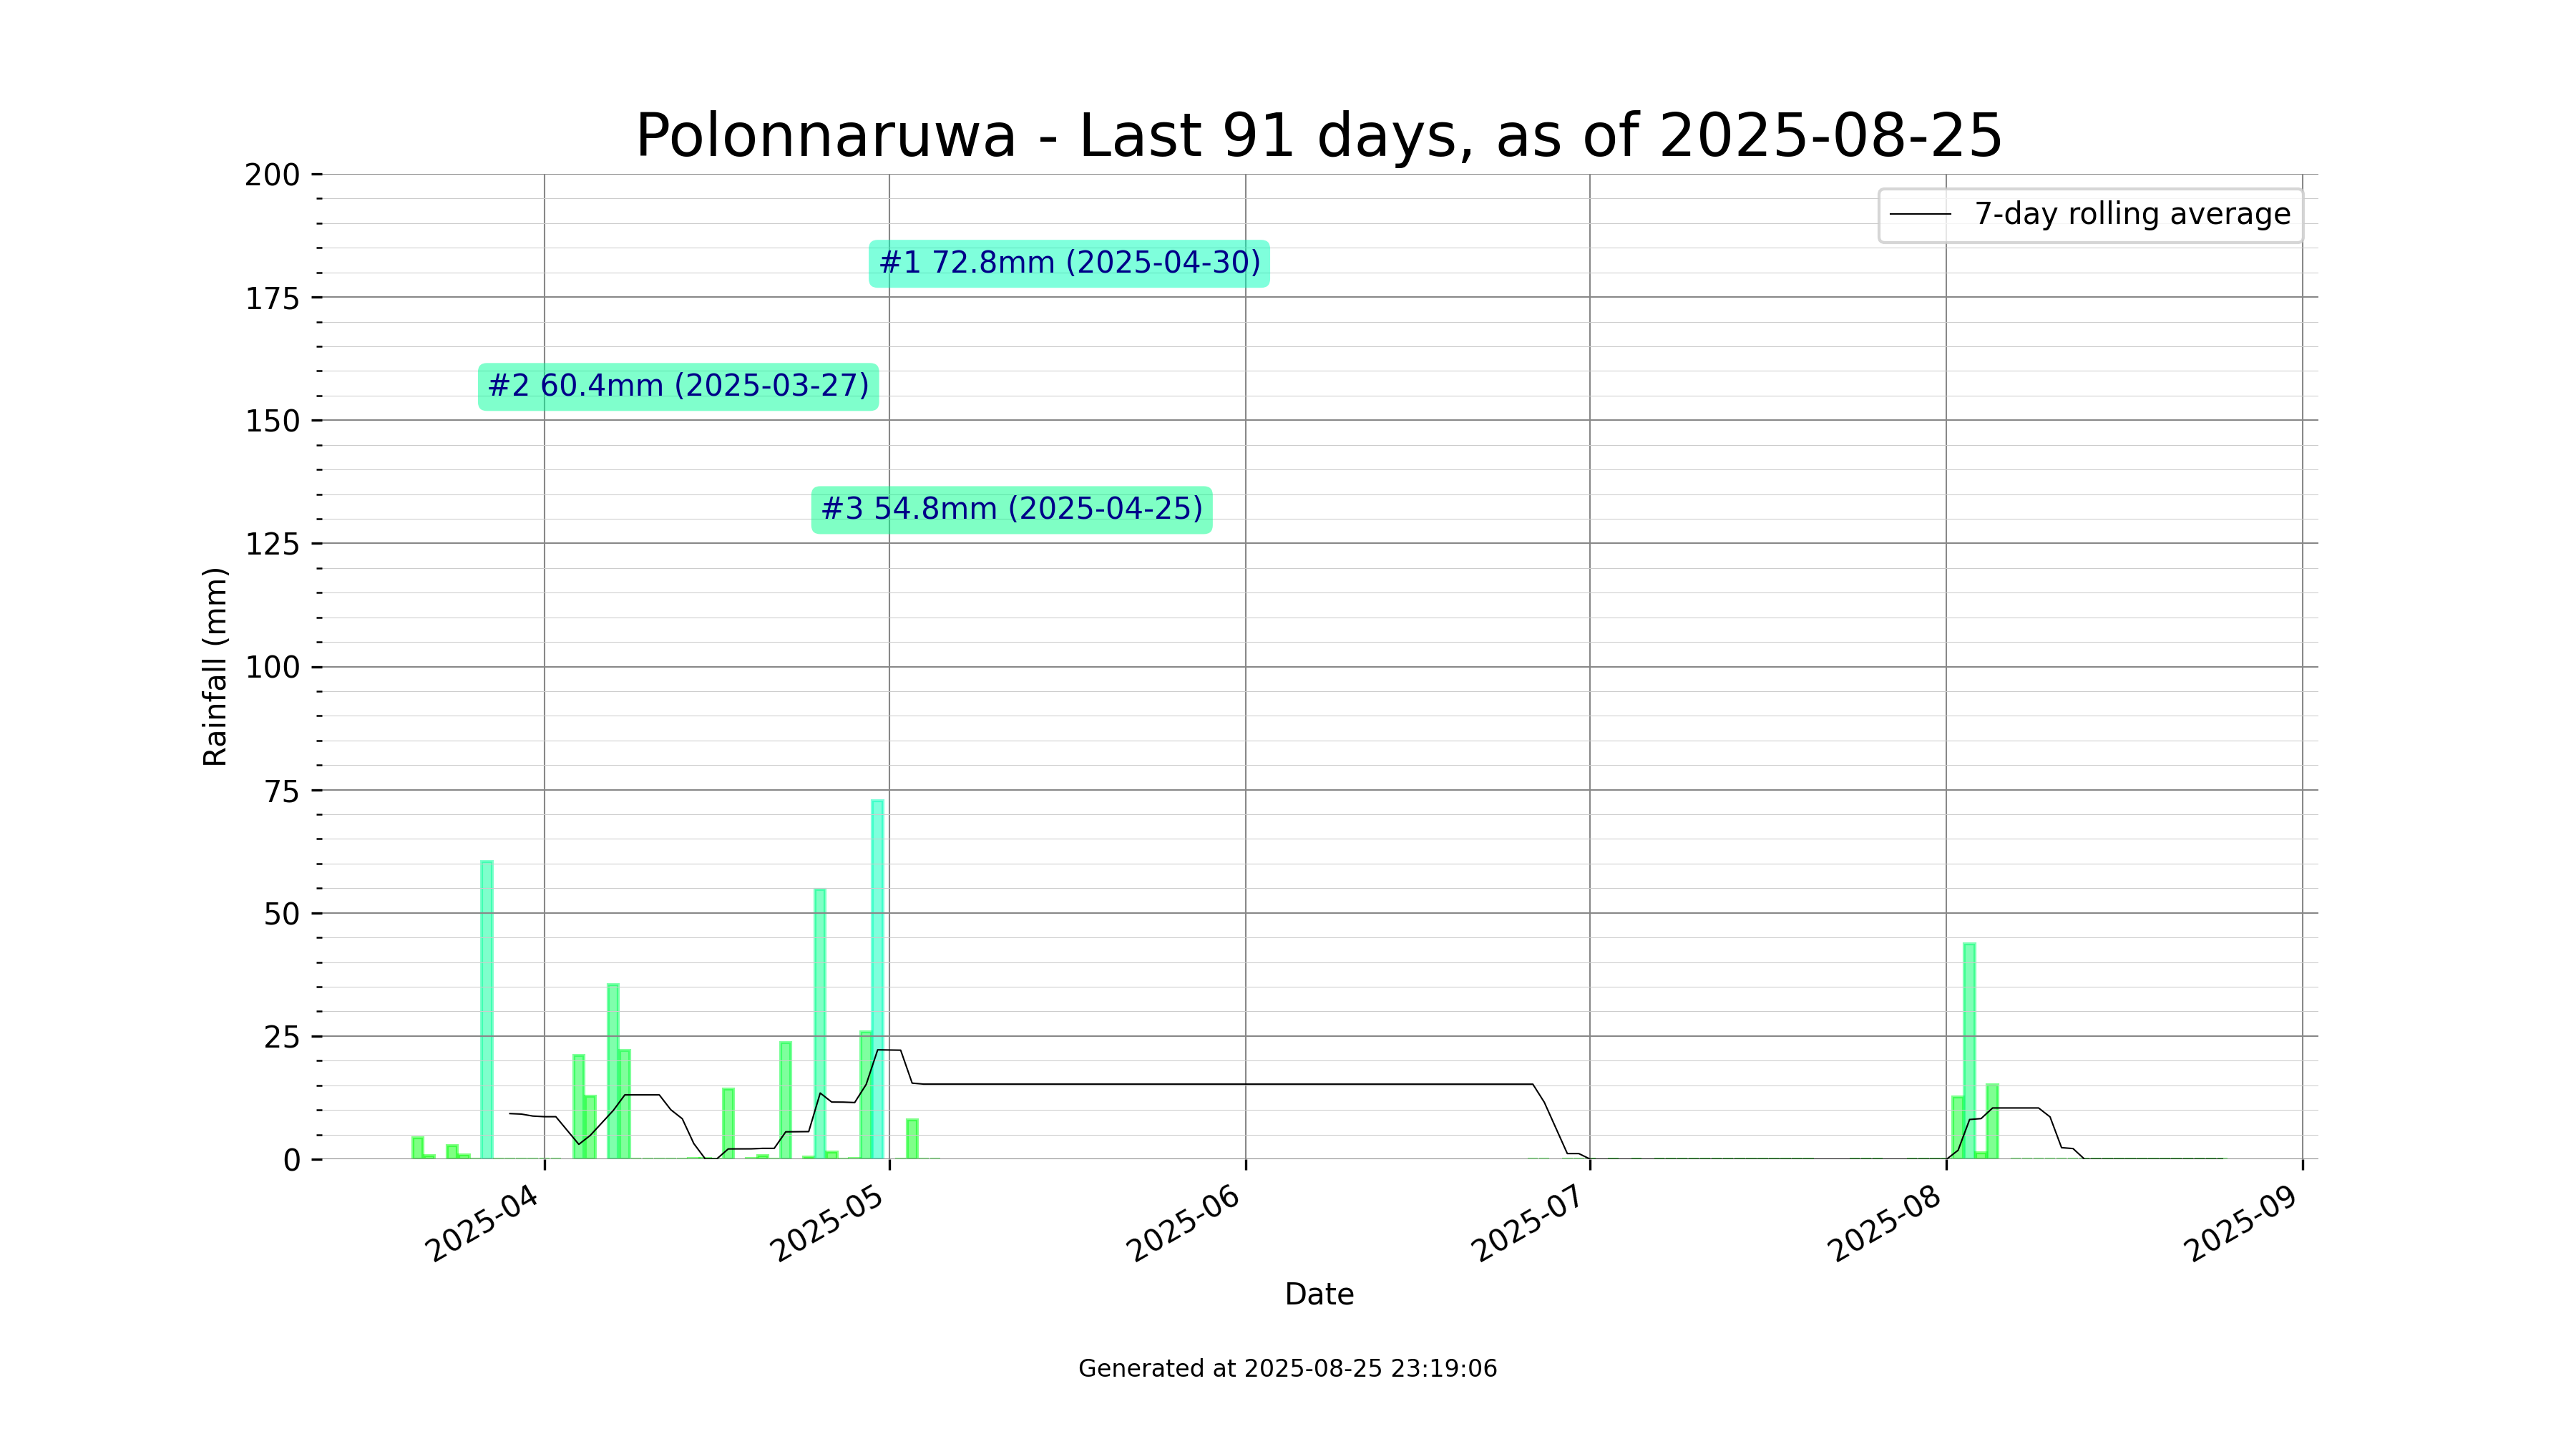 Polonnaruwa - Last 91 days, as of 2025-08-25
7-day rolling average
#1 72.8mm (2025-04-30)
#2 60.4mm (2025-03-27)
#3 54.8mm (2025-04-25)
Rainfall (mm)
200
175
150
125
100
75
50
25
0
2025-04
2025-05
2025-06
2025-07
2025-08
2025-09
Date
Generated at 2025-08-25 23:19:06